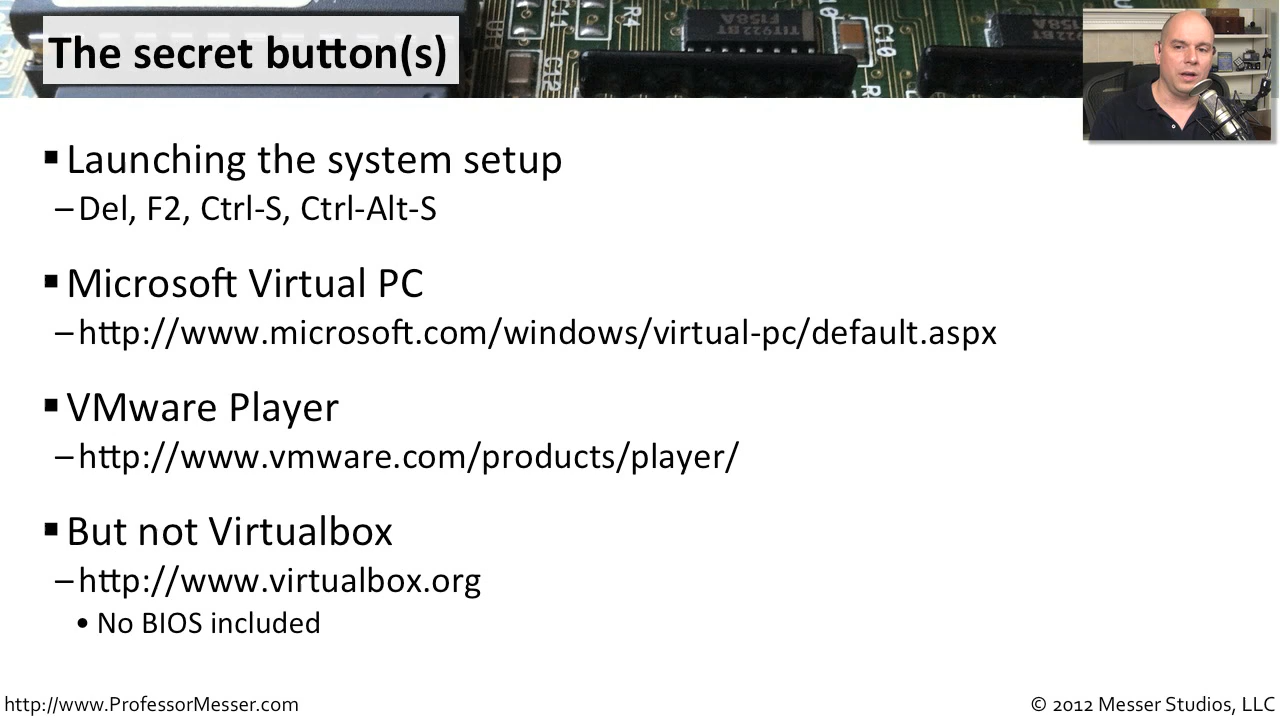 The secret button(s)
▪ Launching the system setup
– Del, F2, Ctrl-S, Ctrl-Alt-S
▪ Microsoft Virtual PC
– http://www.microsoft.com/windows/virtual-pc/default.aspx
▪ VMware Player
– http://www.vmware.com/products/player/
▪ But not Virtualbox
– http://www.virtualbox.org
• No BIOS included
http://www.ProfessorMesser.com
© 2012 Messer Studios, LLC